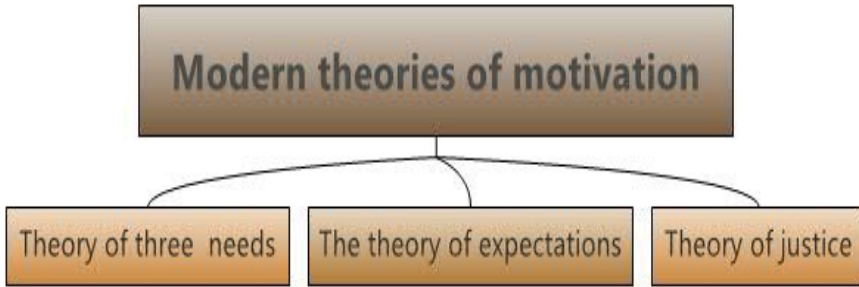 Modern theories of motivation
Theory of three needs
The theory of expectations
Theory of justice